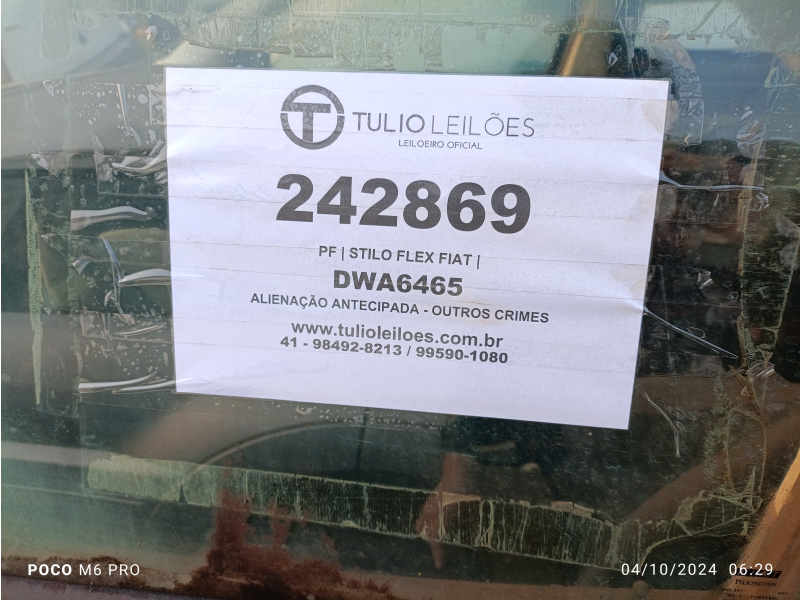 T TULIO LEILÕES
LEILOEIRO OFICIAL
242869
PF | STILO FLEX FIAT |
DWA6465
ALIENAÇÃO ANTECIPADA - OUTROS CRIMES
www.tulioleiloes.com.br
41 - 98492-8213 / 99590-1080
POCO M6 PRO
04/10/2024 06:29
PILKINGTON